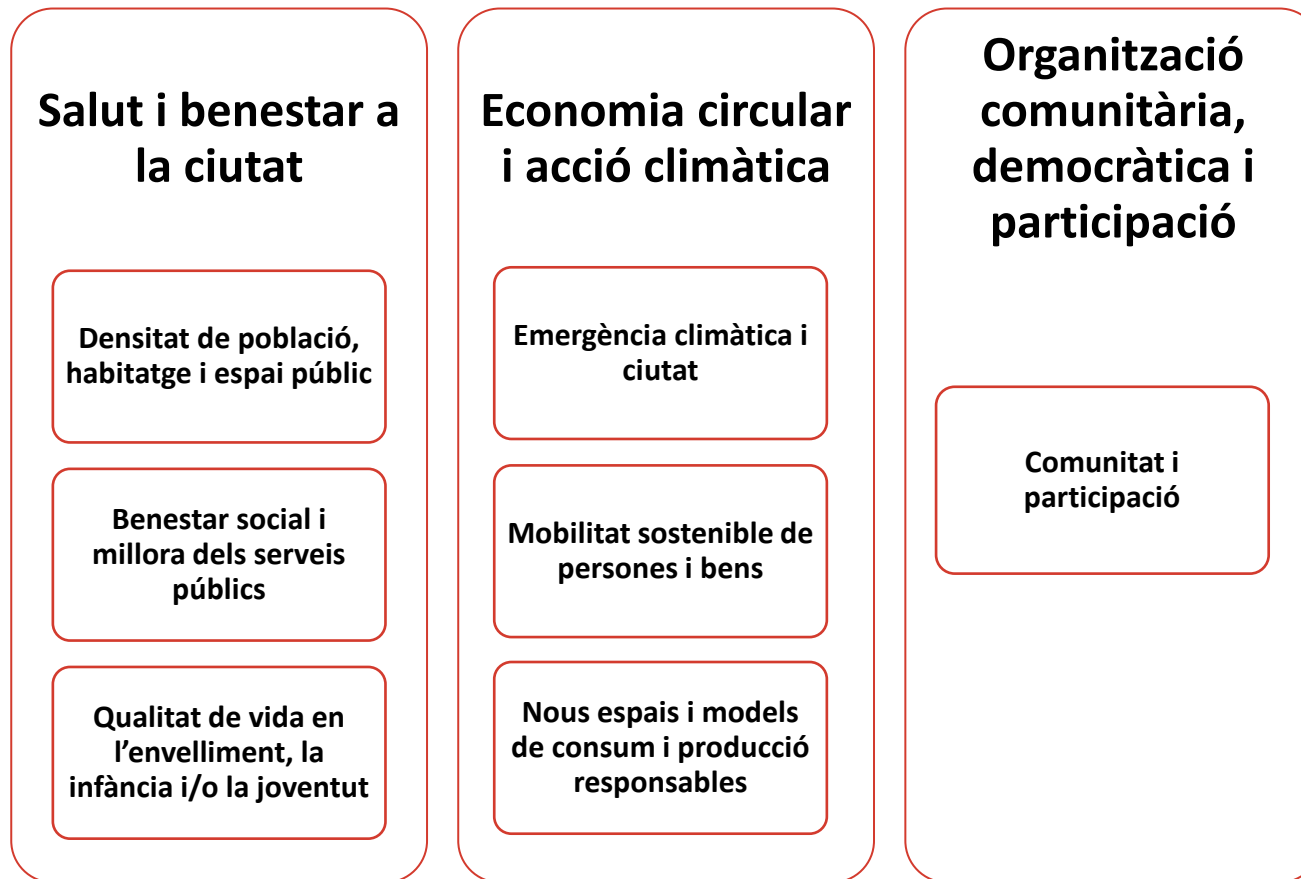 Salut i benestar a
la ciutat
Densitat de població,
habitatge i espai públic
Benestar social i
millora dels serveis
públics
Qualitat de vida en
l’envelliment, la
infància i/o la joventut
Economia circular
i acció climàtica
Emergència climàtica i
ciutat
Mobilitat sostenible de
persones i bens
Nous espais i models
de consum i producció
responsables
Organització
comunitària,
democràtica i
participació
Comunitat i
participació